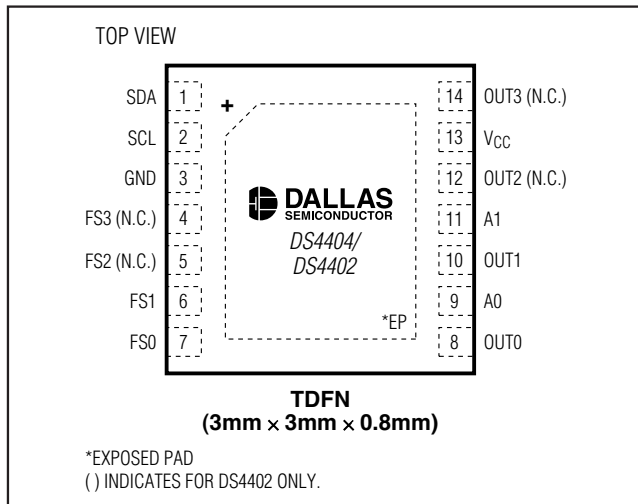 TOP VIEW
SDA 1 + 14 OUT3 (N.C.)
SCL 2 13 VCC
GND 3 12 OUT2 (N.C.)
FS3 (N.C.) 4 11 A1
FS2 (N.C.) 5 10 OUT1
FS1 6 9 A0
FS0 7 8 OUT0
DALLAS
SEMICONDUCTOR
DS4404/
DS4402
*EP
TDFN
(3mm × 3mm × 0.8mm)
*EXPOSED PAD
( ) INDICATES FOR DS4402 ONLY.